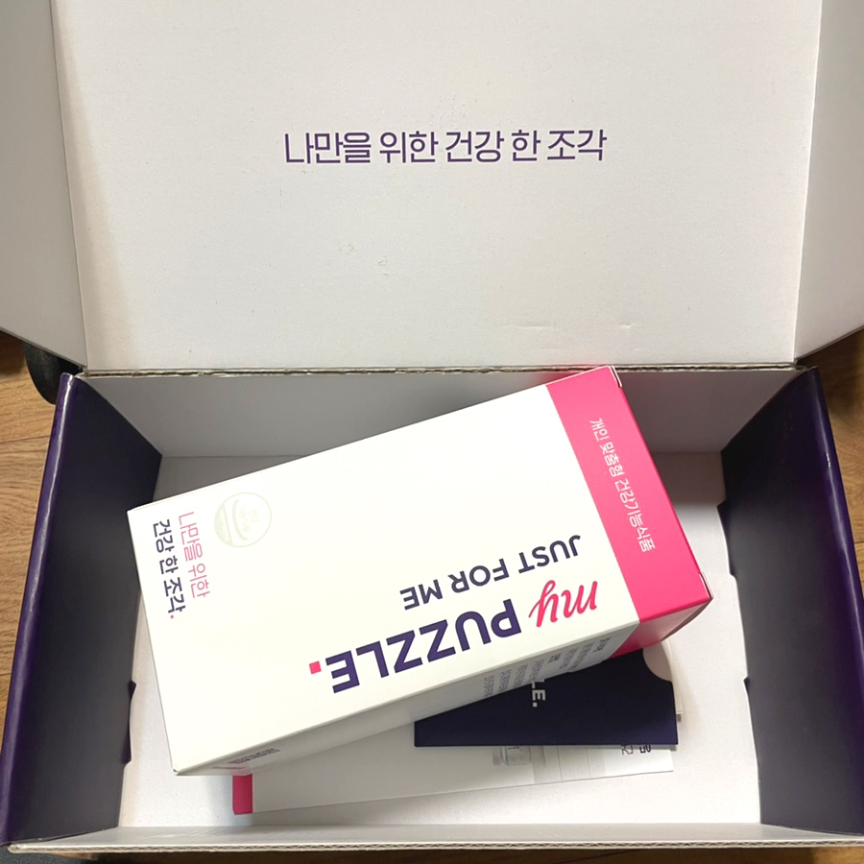 나만을 위한 건강 한 조각
개인 맞춤형 건강기능식품
my PUZZLE.
JUST FOR ME
나만을 위한
건강 한 조각.
LE.